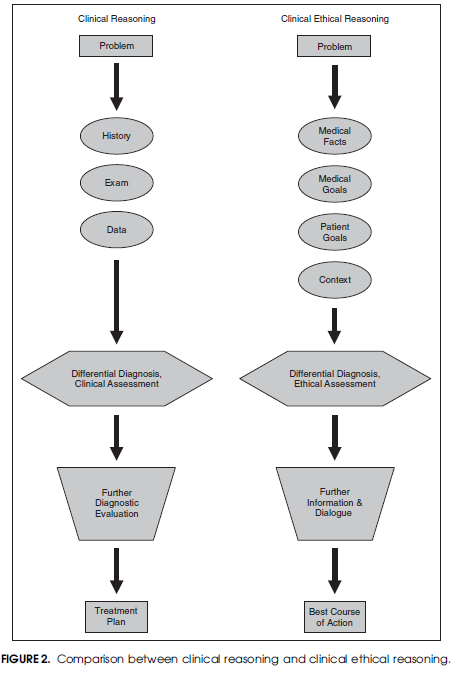 Clinical Reasoning
Problem
History
Exam
Data
Differential Diagnosis,
Clinical Assessment
Further
Diagnostic
Evaluation
Treatment
Plan
Clinical Ethical Reasoning
Problem
Medical
Facts
Medical
Goals
Patient
Goals
Context
Differential Diagnosis,
Ethical Assessment
Further
Information &
Dialogue
Best Course
of Action
FIGURE 2. Comparison between clinical reasoning and clinical ethical reasoning.